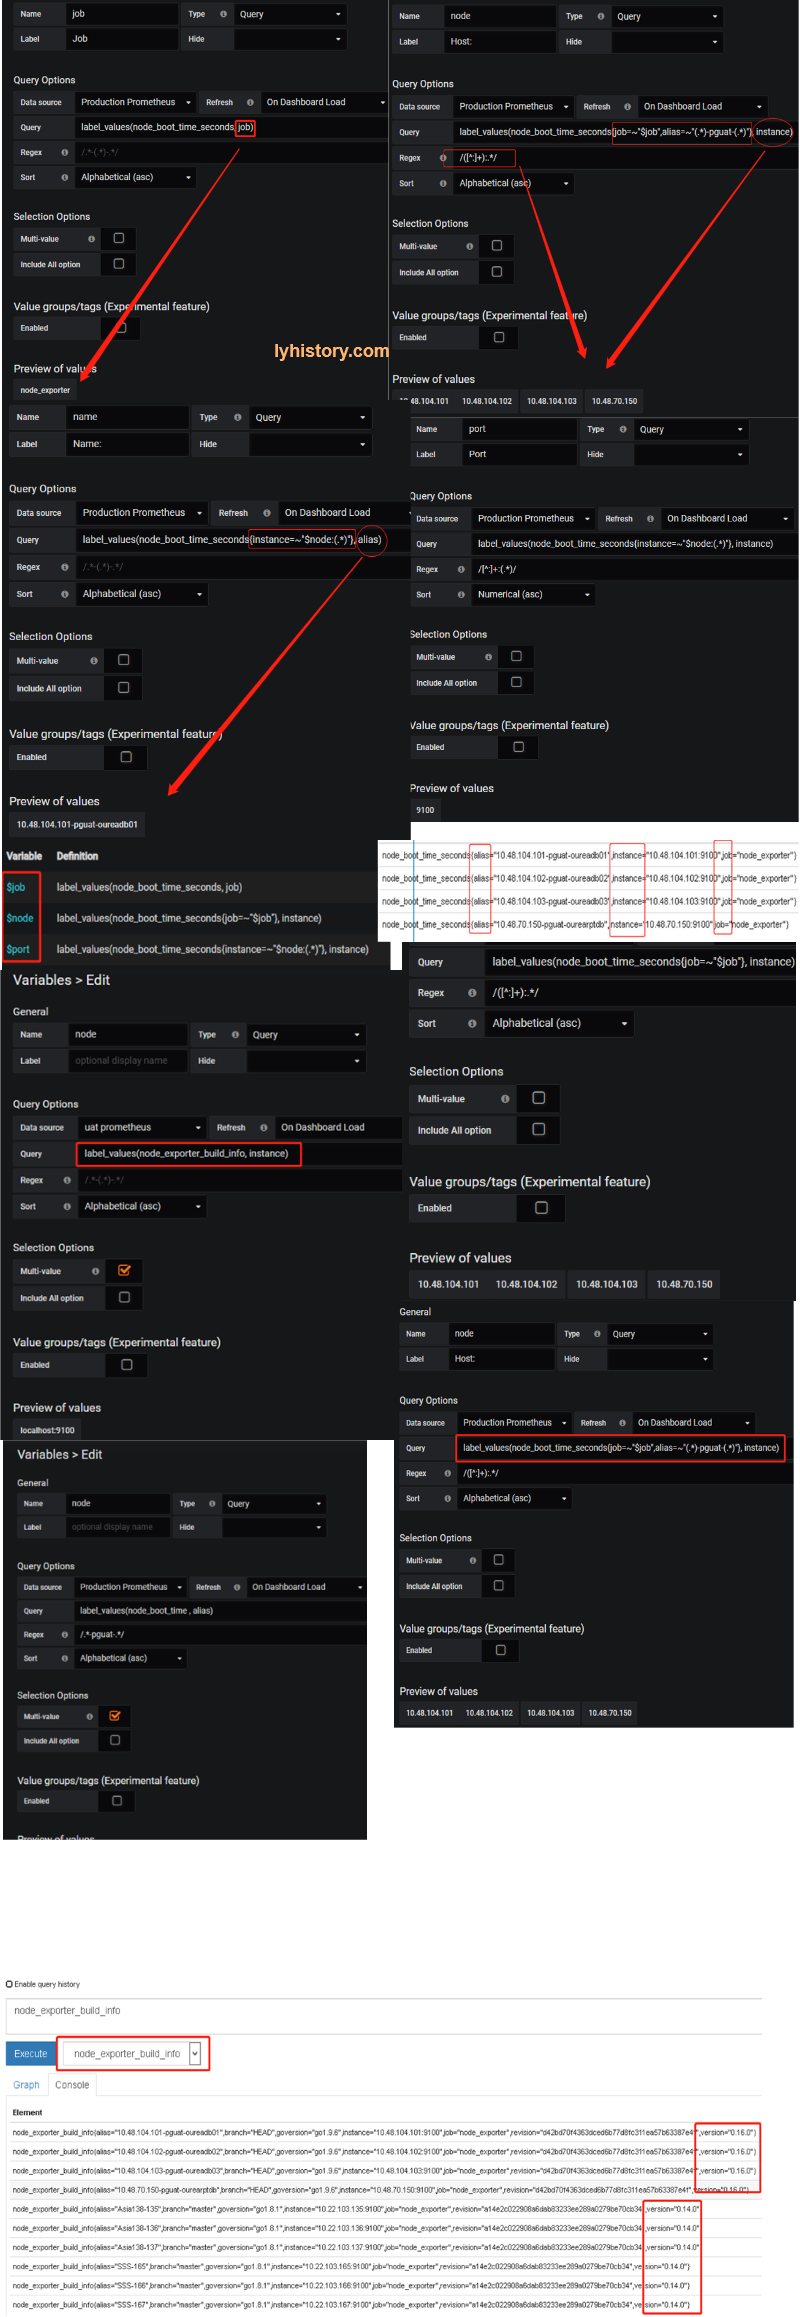 Name job Type Query
Label Job Hide
Query Options
Data source Production Prometheus Refresh On Dashboard Load
Query label_values(node_boot_time_seconds, job)
Regex /.*-(.*)-.*/
Sort Alphabetical (asc)
Selection Options
Multi-value
Include All option
Value groups/tags (Experimental feature)
Enabled
Preview of values
node_exporter
Name node Type Query
Label Host: Hide
Query Options
Data source Production Prometheus Refresh On Dashboard Load
Query label_values(node_boot_time_seconds{job=~"$job",alias=~"(.*)-pguat-(.*)"}, instance)
Regex /([^:]+):.*/
Sort Alphabetical (asc)
Selection Options
Multi-value
Include All option
Value groups/tags (Experimental feature)
Enabled
lyhistory.com
Preview of values
10.48.104.101 10.48.104.102 10.48.104.103 10.48.70.150
Name name Type Query
Label Name: Hide
Query Options
Data source Production Prometheus Refresh On Dashboard Load
Query label_values(node_boot_time_seconds{instance=~"$node:(.*)"}, alias)
Regex /.*-(.*)-.*/
Sort Alphabetical (asc)
Selection Options
Multi-value
Include All option
Value groups/tags (Experimental feature)
Enabled
Preview of values
10.48.104.101-pguat-oureadb01
Name port Type Query
Label Port Hide
Query Options
Data source Production Prometheus Refresh On Dashboard Load
Query label_values(node_boot_time_seconds{instance=~"$node:(.*)"}, instance)
Regex /[^:]+:(.*)/
Sort Numerical (asc)
Selection Options
Multi-value
Include All option
Value groups/tags (Experimental feature)
Enabled
Preview of values
9100
Variable Definition
$job label_values(node_boot_time_seconds, job)
$node label_values(node_boot_time_seconds{job=~"$job"}, instance)
$port label_values(node_boot_time_seconds{instance=~"$node:(.*)"}, instance)
node_boot_time_seconds{alias="10.48.104.101-pguat-oureadb01",instance="10.48.104.101:9100",job="node_exporter"}
node_boot_time_seconds{alias="10.48.104.102-pguat-oureadb02",instance="10.48.104.102:9100",job="node_exporter"}
node_boot_time_seconds{alias="10.48.104.103-pguat-oureadb03",instance="10.48.104.103:9100",job="node_exporter"}
node_boot_time_seconds{alias="10.48.70.150-pguat-ourearptdb",instance="10.48.70.150:9100",job="node_exporter"}
Variables > Edit
General
Name node Type Query
Label optional display name Hide
Query Options
Data source uat prometheus Refresh On Dashboard Load
Query label_values(node_exporter_build_info, instance)
Regex /.*-(.*)-.*/
Sort Alphabetical (asc)
Selection Options
Multi-value
Include All option
Value groups/tags (Experimental feature)
Enabled
Preview of values
localhost:9100
Query label_values(node_boot_time_seconds{job=~"$job"}, instance)
Regex /([^:]+):.*/
Sort Alphabetical (asc)
Selection Options
Multi-value
Include All option
Value groups/tags (Experimental feature)
Enabled
Preview of values
10.48.104.101 10.48.104.102 10.48.104.103 10.48.70.150
General
Name node Type Query
Label Host: Hide
Query Options
Data source Production Prometheus Refresh On Dashboard Load
Query label_values(node_boot_time_seconds{job=~"$job",alias=~"(.*)-pguat-(.*)"}, instance)
Regex /([^:]+):.*/
Sort Alphabetical (asc)
Selection Options
Multi-value
Include All option
Value groups/tags (Experimental feature)
Enabled
Preview of values
10.48.104.101 10.48.104.102 10.48.104.103 10.48.70.150
Variables > Edit
General
Name node Type Query
Label optional display name Hide
Query Options
Data source Production Prometheus Refresh On Dashboard Load
Query label_values(node_boot_time , alias)
Regex /.*-pguat-.*/
Sort Alphabetical (asc)
Selection Options
Multi-value
Include All option
Value groups/tags (Experimental feature)
Enabled
Preview of values
Enable query history
node_exporter_build_info
Execute node_exporter_build_info
Graph Console
Element
node_exporter_build_info{alias="10.48.104.101-pguat-oureadb01",branch="HEAD",goversion="go1.9.6",instance="10.48.104.101:9100",job="node_exporter",revision="d42bd70f4363dced6b77d8fc311ea57b63387e4f",version="0.16.0"}
node_exporter_build_info{alias="10.48.104.102-pguat-oureadb02",branch="HEAD",goversion="go1.9.6",instance="10.48.104.102:9100",job="node_exporter",revision="d42bd70f4363dced6b77d8fc311ea57b63387e4f",version="0.16.0"}
node_exporter_build_info{alias="10.48.104.103-pguat-oureadb03",branch="HEAD",goversion="go1.9.6",instance="10.48.104.103:9100",job="node_exporter",revision="d42bd70f4363dced6b77d8fc311ea57b63387e4f",version="0.16.0"}
node_exporter_build_info{alias="10.48.70.150-pguat-ourearptdb",branch="HEAD",goversion="go1.9.6",instance="10.48.70.150:9100",job="node_exporter",revision="d42bd70f4363dced6b77d8fc311ea57b63387e4f",version="0.16.0"}
node_exporter_build_info{alias="Asia138-135",branch="master",goversion="go1.8.1",instance="10.22.103.135:9100",job="node_exporter",revision="a14e2c022908a6dab83233ee289a0279be70cb34",version="0.14.0"
node_exporter_build_info{alias="Asia138-136",branch="master",goversion="go1.8.1",instance="10.22.103.136:9100",job="node_exporter",revision="a14e2c022908a6dab83233ee289a0279be70cb34",version="0.14.0"
node_exporter_build_info{alias="Asia138-137",branch="master",goversion="go1.8.1",instance="10.22.103.137:9100",job="node_exporter",revision="a14e2c022908a6dab83233ee289a0279be70cb34",version="0.14.0"
node_exporter_build_info{alias="SSS-165",branch="master",goversion="go1.8.1",instance="10.22.103.165:9100",job="node_exporter",revision="a14e2c022908a6dab83233ee289a0279be70cb34",version="0.14.0"}
node_exporter_build_info{alias="SSS-166",branch="master",goversion="go1.8.1",instance="10.22.103.166:9100",job="node_exporter",revision="a14e2c022908a6dab83233ee289a0279be70cb34",version="0.14.0"}
node_exporter_build_info{alias="SSS-167",branch="master",goversion="go1.8.1",instance="10.22.103.167:9100",job="node_exporter",revision="a14e2c022908a6dab83233ee289a0279be70cb34",version="0.14.0"}